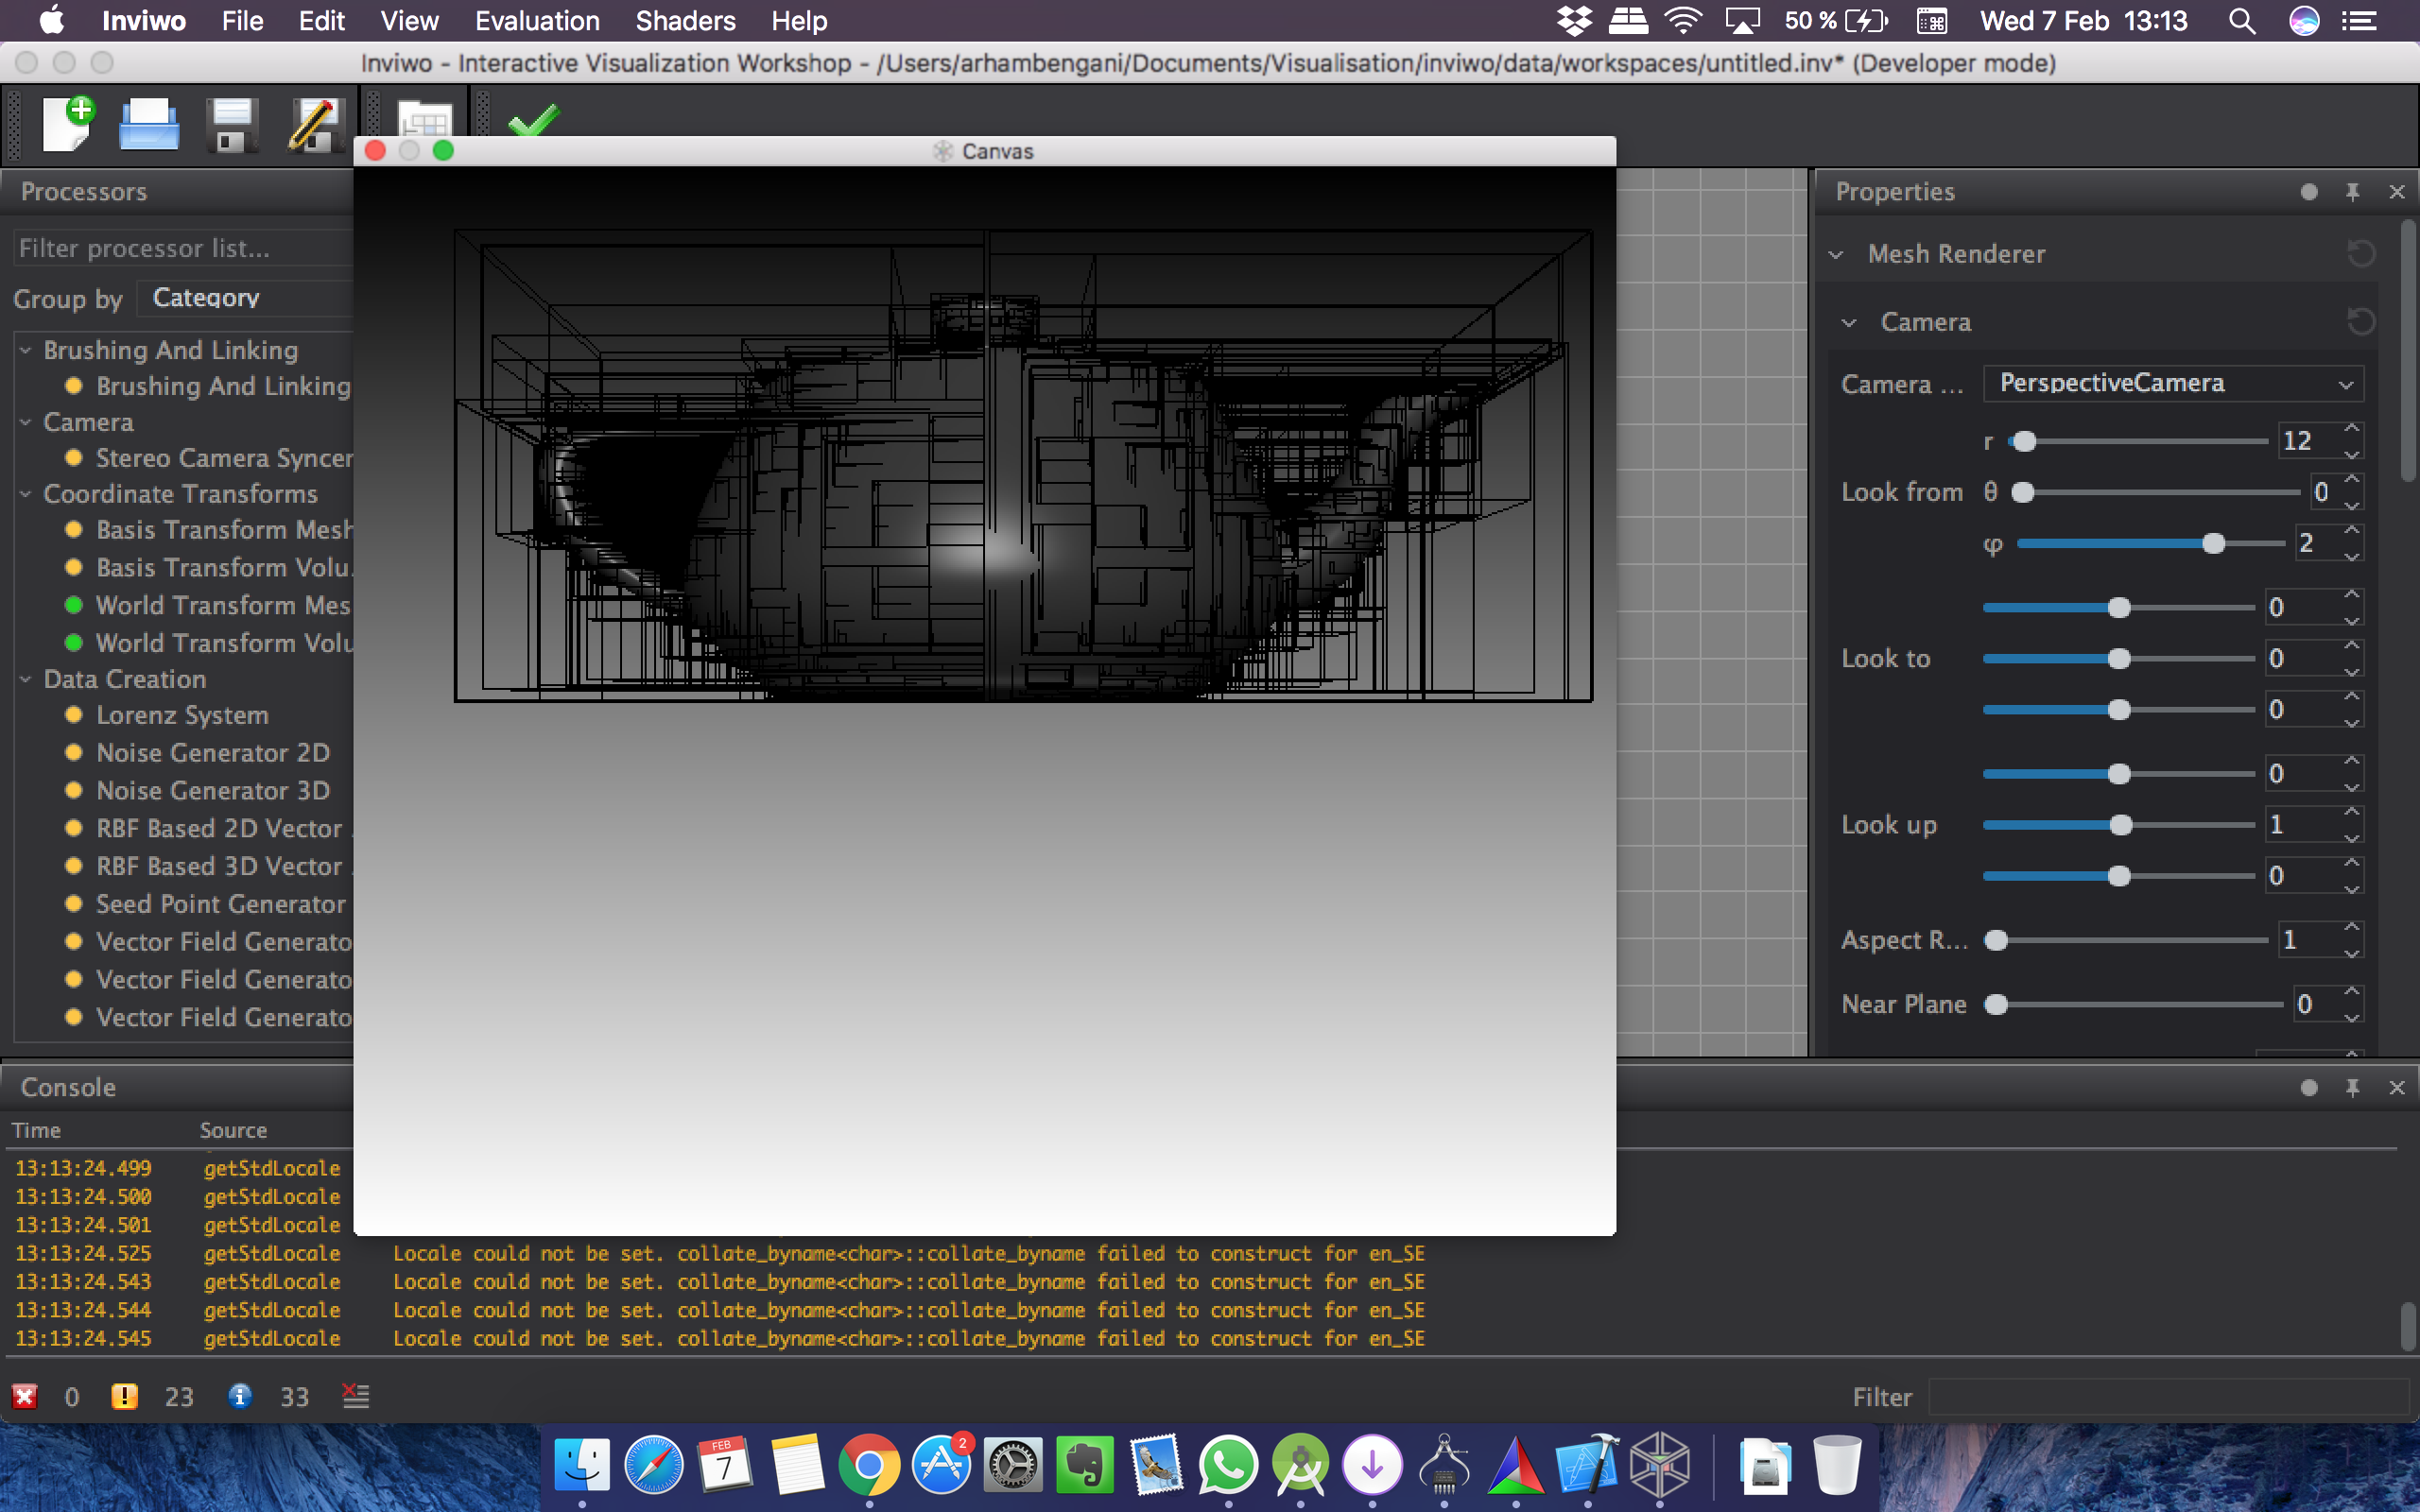 Inviwo File Edit View Evaluation Shaders Help 50 % Wed 7 Feb 13:13
Inviwo - Interactive Visualization Workshop - /Users/arhambengani/Documents/Visualisation/inviwo/data/workspaces/untitled.inv* (Developer mode)
Canvas
Processors
Filter processor list...
Group by Category
Brushing And Linking
Brushing And Linking
Camera
Stereo Camera Syncer
Coordinate Transforms
Basis Transform Mesh
Basis Transform Volu.
World Transform Mes
World Transform Volu
Data Creation
Lorenz System
Noise Generator 2D
Noise Generator 3D
RBF Based 2D Vector .
RBF Based 3D Vector .
Seed Point Generator
Vector Field Generato
Vector Field Generato
Vector Field Generato
Properties
Mesh Renderer
Camera
Camera ... PerspectiveCamera
r 12
Look from θ 0
φ 2
0
Look to 0
0
0
Look up 1
0
Aspect R... 1
Near Plane 0
Console
Time Source
13:13:24.499 getStdLocale
13:13:24.500 getStdLocale
13:13:24.501 getStdLocale
13:13:24.525 getStdLocale Locale could not be set. collate_byname<char>::collate_byname failed to construct for en_SE
13:13:24.543 getStdLocale Locale could not be set. collate_byname<char>::collate_byname failed to construct for en_SE
13:13:24.544 getStdLocale Locale could not be set. collate_byname<char>::collate_byname failed to construct for en_SE
13:13:24.545 getStdLocale Locale could not be set. collate_byname<char>::collate_byname failed to construct for en_SE
0 23 33 Filter
FEB
7
2